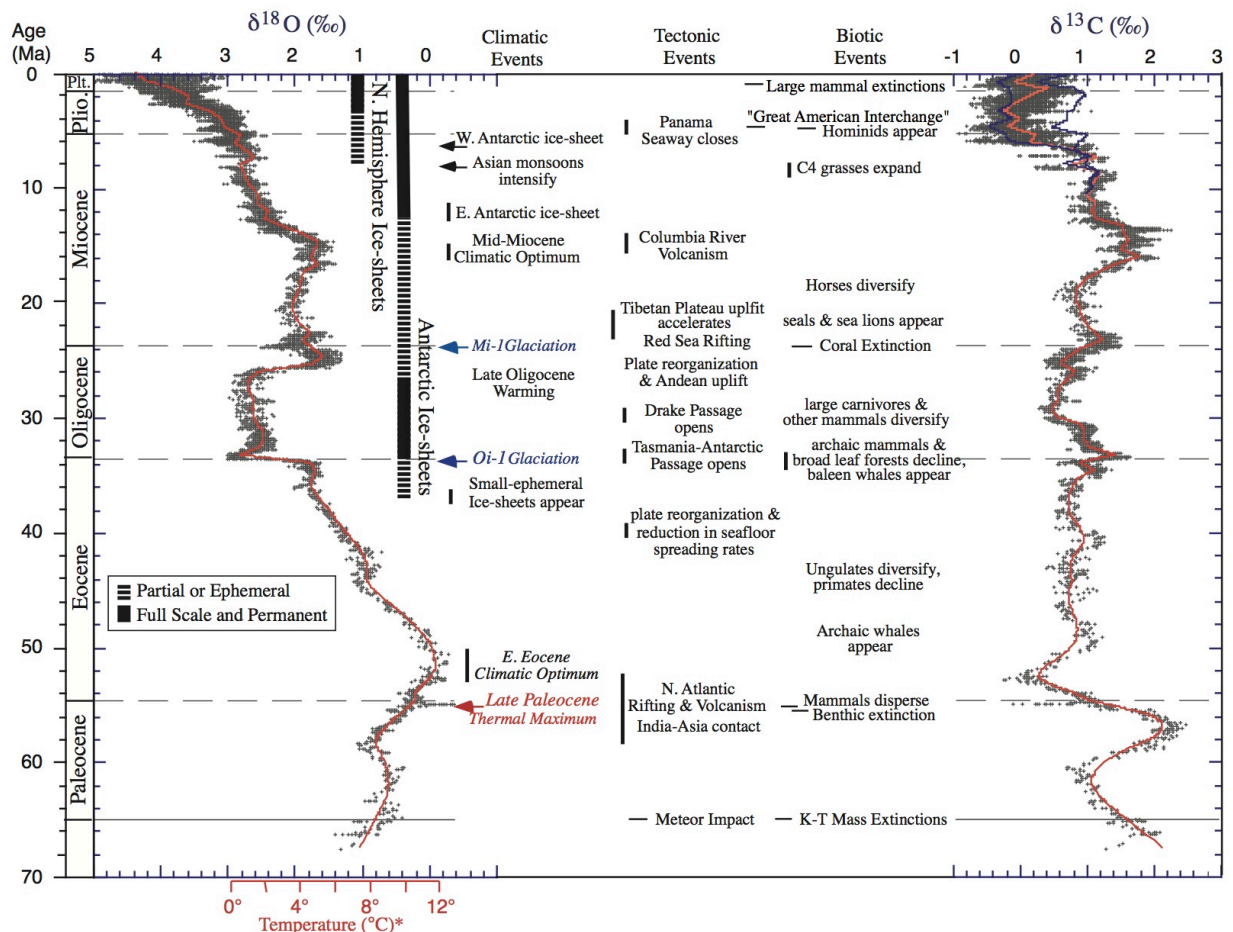 δ18O (‰)
δ13C (‰)
Age
(Ma)
5 4 3 2 1 0
Climatic
Events
Tectonic
Events
Biotic
Events
-1 0 1 2 3
0
10
20
30
40
50
60
70
Plt.
Plio.
Miocene
Oligocene
Eocene
Paleocene
N. Hemisphere Ice-sheets
Antarctic Ice-sheets
W. Antarctic ice-sheet
Asian monsoons
intensify
E. Antarctic ice-sheet
Mid-Miocene
Climatic Optimum
Mi-1Glaciation
Late Oligocene
Warming
Oi-1Glaciation
Small-ephemeral
Ice-sheets appear
E. Eocene
Climatic Optimum
Late Paleocene
Thermal Maximum
Partial or Ephemeral
Full Scale and Permanent
Panama
Seaway closes
Columbia River
Volcanism
Tibetan Plateau uplfit
accelerates
Red Sea Rifting
Plate reorganization
& Andean uplift
Drake Passage
opens
Tasmania-Antarctic
Passage opens
plate reorganization &
reduction in seafloor
spreading rates
N. Atlantic
Rifting & Volcanism
India-Asia contact
Meteor Impact
Large mammal extinctions
"Great American Interchange"
Hominids appear
C4 grasses expand
Horses diversify
seals & sea lions appear
Coral Extinction
large carnivores &
other mammals diversify
archaic mammals &
broad leaf forests decline,
baleen whales appear
Ungulates diversify,
primates decline
Archaic whales
appear
Mammals disperse
Benthic extinction
K-T Mass Extinctions
0° 4° 8° 12°
Temperature (°C)*